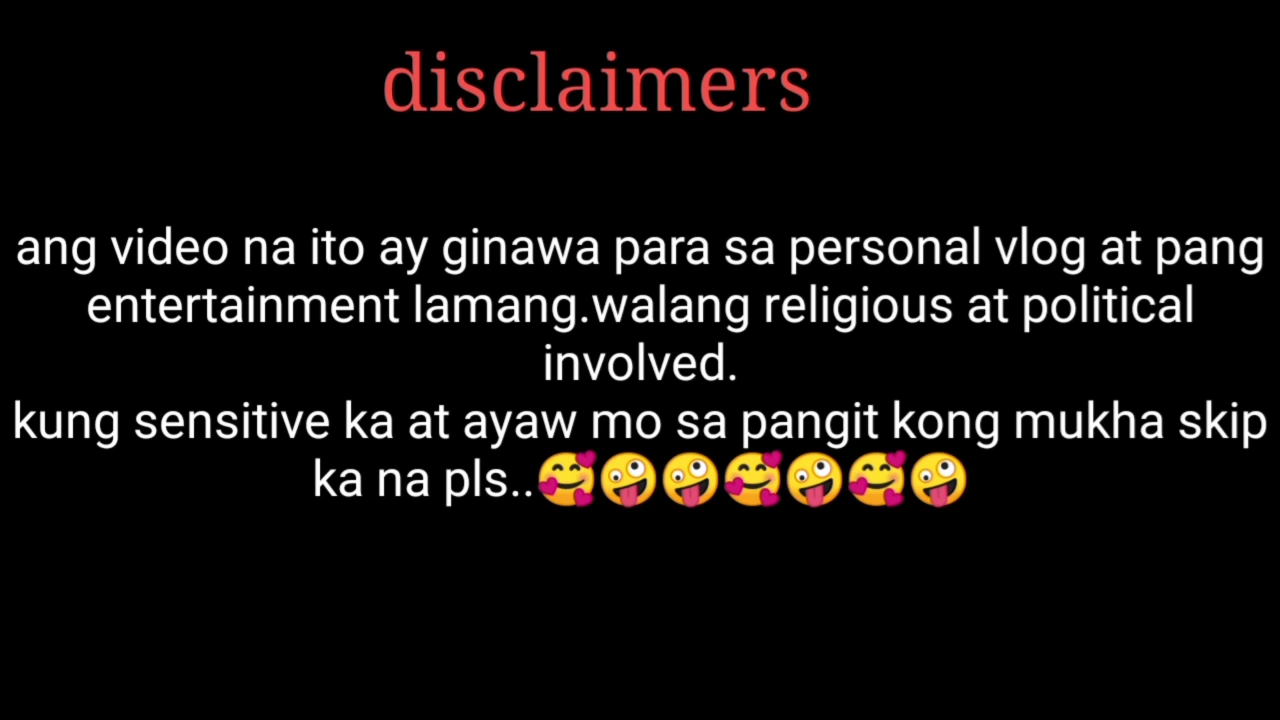 disclaimers
ang video na ito ay ginawa para sa personal vlog at pang
entertainment lamang.walang religious at political
involved.
kung sensitive ka at ayaw mo sa pangit kong mukha skip
ka na pls..🥰🤪🤪🥰🤪🥰🤪